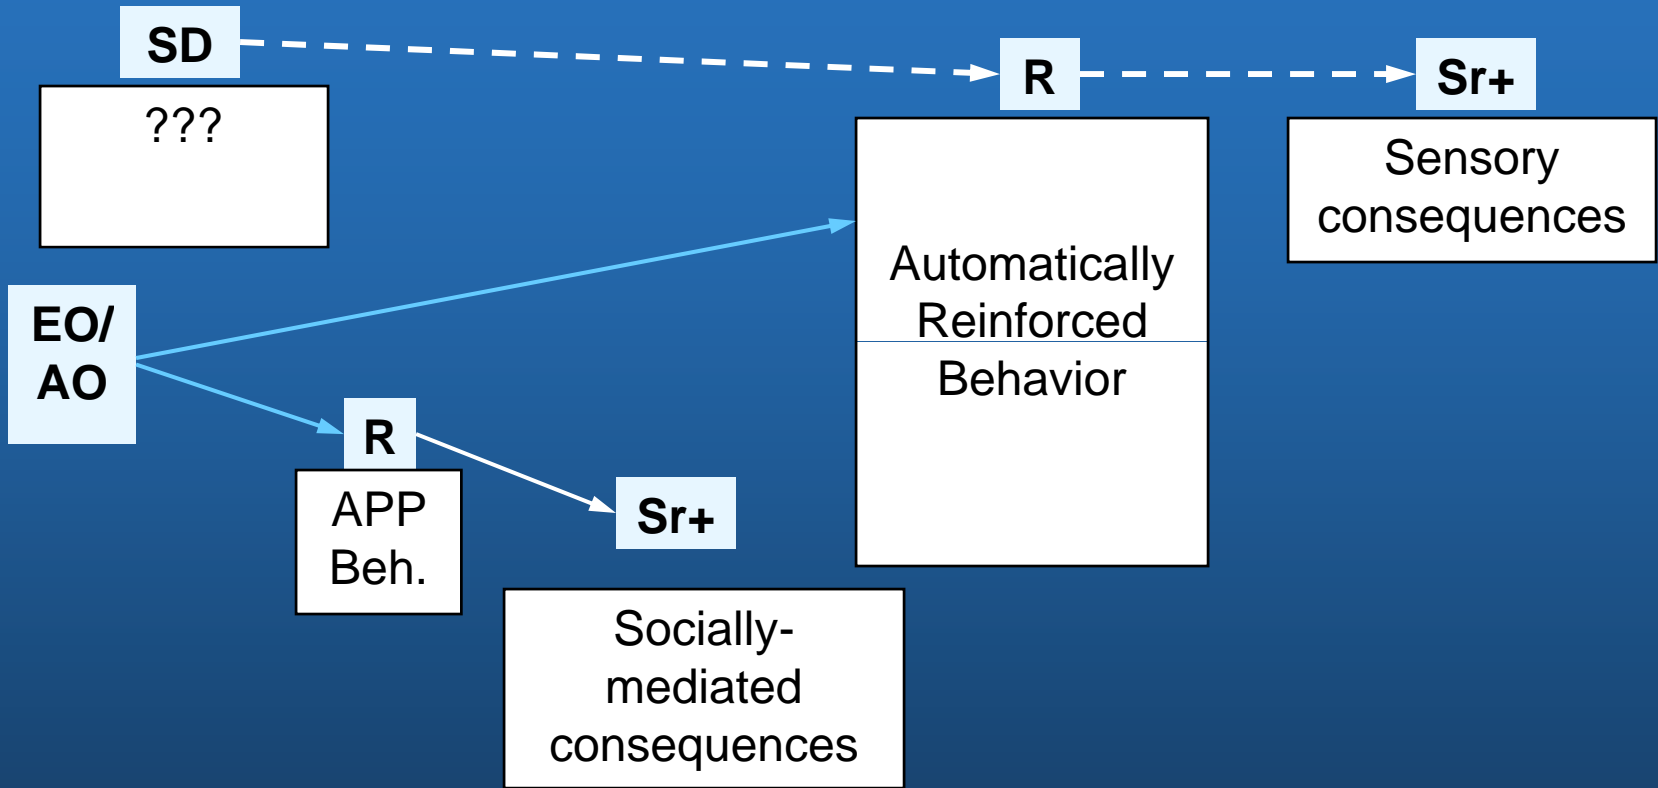 SD
???
R
Sr+
Sensory
consequences
Automatically
Reinforced
Behavior
EO/
AO
R
APP
Beh.
Sr+
Socially-
mediated
consequences